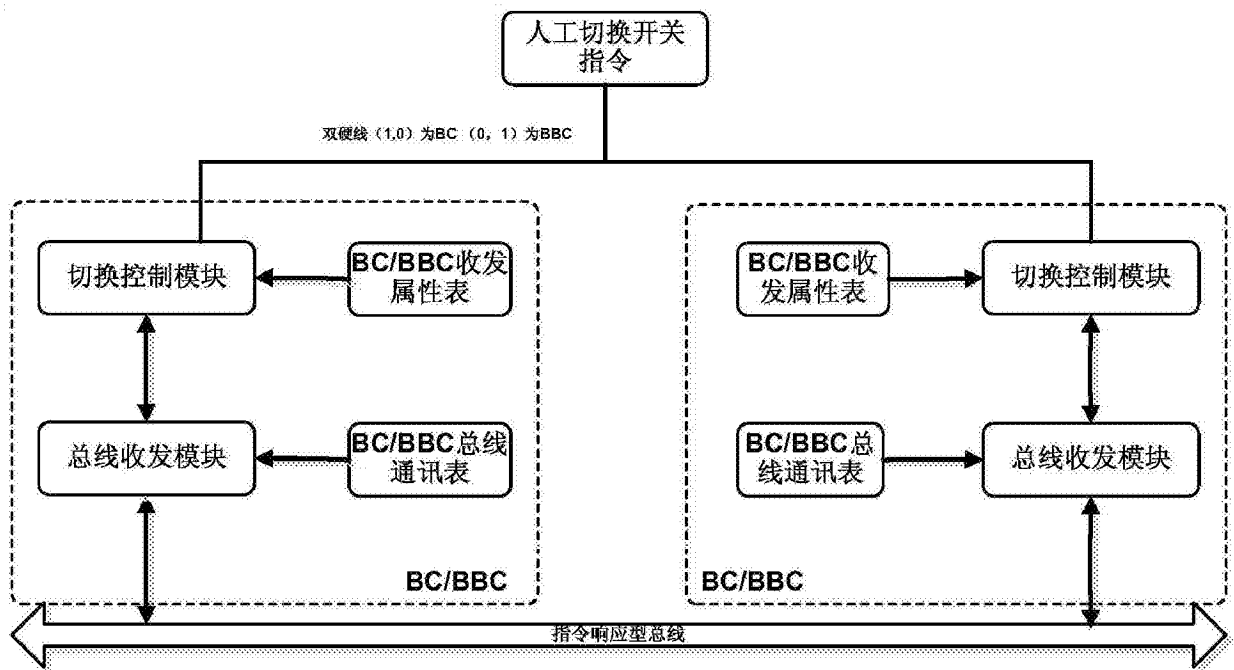 人工切换开关
指令
双硬线（1,0）为BC （0，1）为BBC
切换控制模块
BC/BBC收发
属性表
BC/BBC收
发属性表
切换控制模块
总线收发模块
BC/BBC总线
通讯表
BC/BBC总
线通讯表
总线收发模块
BC/BBC
BC/BBC
指令响应型总线